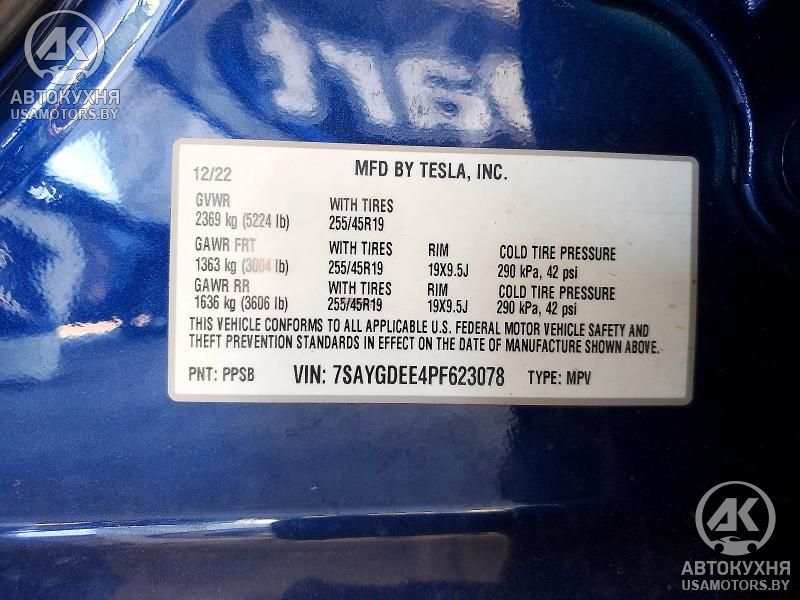 AK
АВТОКУХНЯ
USAMOTORS.BY
12/22
MFD BY TESLA, INC.
GVWR WITH TIRES
2369 kg (5224 lb) 255/45R19
GAWR FRT WITH TIRES RIM COLD TIRE PRESSURE
1363 kg (3004 lb) 255/45R19 19X9.5J 290 kPa, 42 psi
GAWR RR WITH TIRES RIM COLD TIRE PRESSURE
1636 kg (3606 lb) 255/45R19 19X9.5J 290 kPa, 42 psi
THIS VEHICLE CONFORMS TO ALL APPLICABLE U.S. FEDERAL MOTOR VEHICLE SAFETY AND
THEFT PREVENTION STANDARDS IN EFFECT ON THE DATE OF MANUFACTURE SHOWN ABOVE.
PNT: PPSB VIN: 7SAYGDEE4PF623078 TYPE: MPV
AK
АВТОКУХНЯ
USAMOTORS.BY